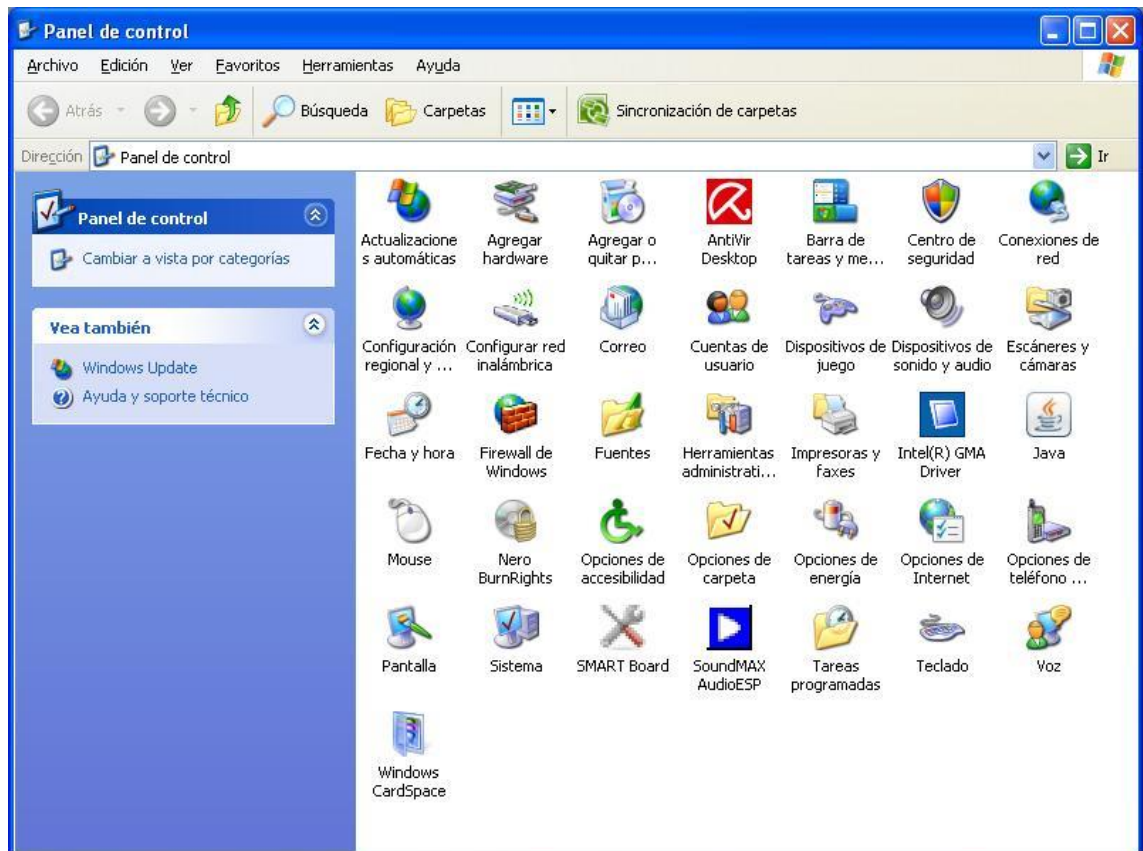 Panel de control
Archivo Edición Ver Favoritos Herramientas Ayuda
Atrás Búsqueda Carpetas Sincronización de carpetas
Dirección Panel de control Ir
Panel de control
Cambiar a vista por categorías
Vea también
Windows Update
Ayuda y soporte técnico
Actualizacione
s automáticas
Agregar
hardware
Agregar o
quitar p...
AntiVir
Desktop
Barra de
tareas y me...
Centro de
seguridad
Conexiones de
red
Configuración
regional y ...
Configurar red
inalámbrica
Correo
Cuentas de
usuario
Dispositivos de
juego
Dispositivos de
sonido y audio
Escáneres y
cámaras
Fecha y hora
Firewall de
Windows
Fuentes
Herramientas
administrati...
Impresoras y
faxes
Intel(R) GMA
Driver
Java
Mouse
Nero
BurnRights
Opciones de
accesibilidad
Opciones de
carpeta
Opciones de
energía
Opciones de
Internet
Opciones de
teléfono ...
Pantalla
Sistema
SMART Board
SoundMAX
AudioESP
Tareas
programadas
Teclado
Voz
Windows
CardSpace